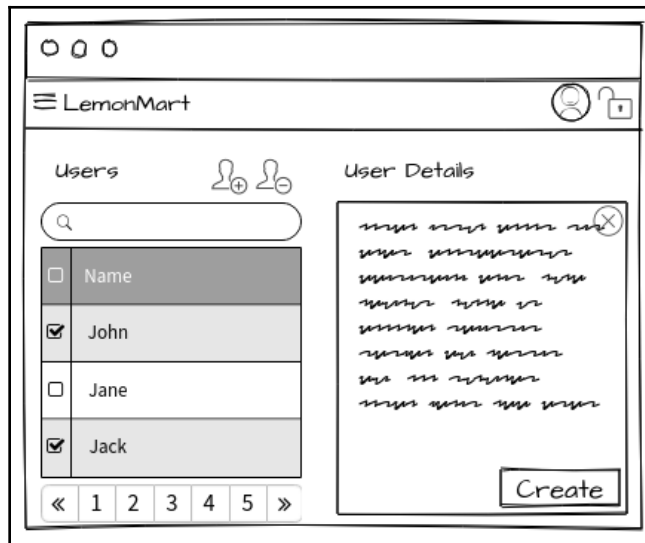 LemonMart
Users
User Details
Name
John
Jane
Jack
« 1 2 3 4 5 »
Create